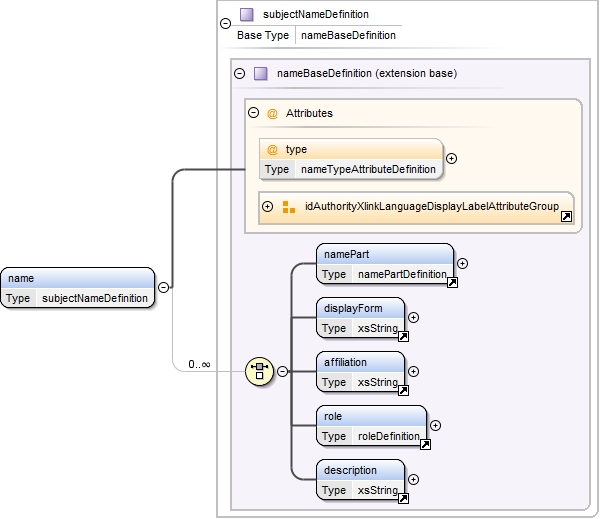 subjectNameDefinition
Base Type nameBaseDefinition
nameBaseDefinition (extension base)
@ Attributes
@ type
Type nameTypeAttributeDefinition
idAuthorityXlinkLanguageDisplayLabelAttributeGroup
name
Type subjectNameDefinition
0..∞
namePart
Type namePartDefinition
displayForm
Type xsString
affiliation
Type xsString
role
Type roleDefinition
description
Type xsString